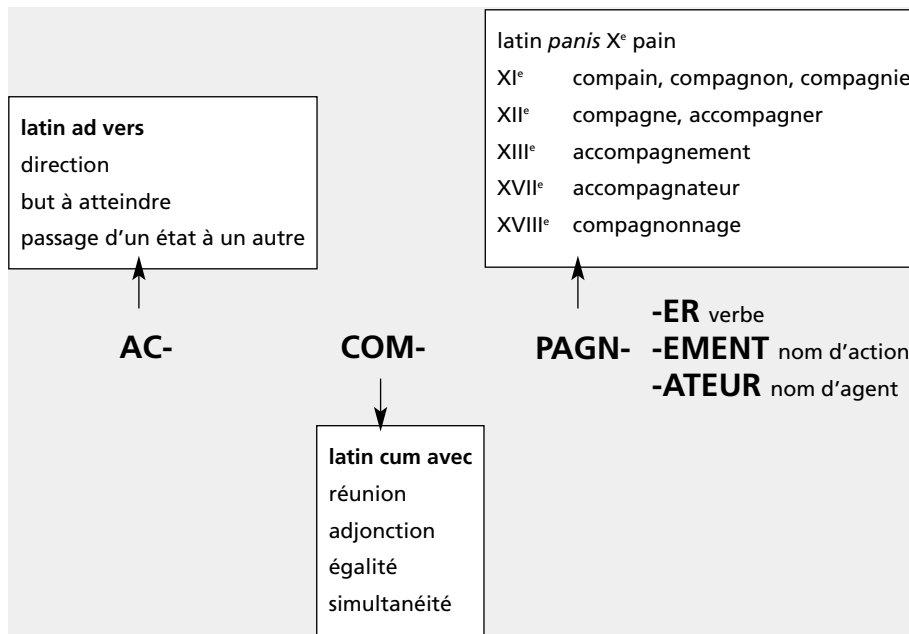 latin panis Xᵉ pain
XIᵉ compain, compagnon, compagnie
XIIᵉ compagne, accompagner
XIIIᵉ accompagnement
XVIIᵉ accompagnateur
XVIIIᵉ compagnonnage
latin ad vers
direction
but à atteindre
passage d'un état à un autre
AC- COM- PAGN-
-ER verbe
-EMENT nom d'action
-ATEUR nom d'agent
latin cum avec
réunion
adjonction
égalité
simultanéité